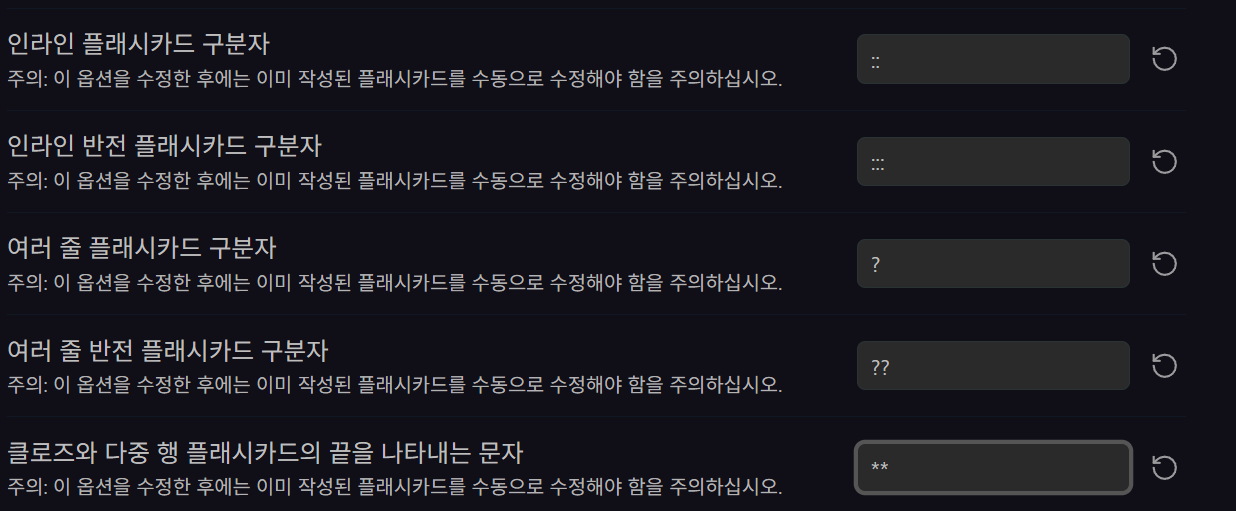 인라인 플래시카드 구분자
주의: 이 옵션을 수정한 후에는 이미 작성된 플래시카드를 수동으로 수정해야 함을 주의하십시오.
::
인라인 반전 플래시카드 구분자
주의: 이 옵션을 수정한 후에는 이미 작성된 플래시카드를 수동으로 수정해야 함을 주의하십시오.
:::
여러 줄 플래시카드 구분자
주의: 이 옵션을 수정한 후에는 이미 작성된 플래시카드를 수동으로 수정해야 함을 주의하십시오.
?
여러 줄 반전 플래시카드 구분자
주의: 이 옵션을 수정한 후에는 이미 작성된 플래시카드를 수동으로 수정해야 함을 주의하십시오.
??
클로즈와 다중 행 플래시카드의 끝을 나타내는 문자
주의: 이 옵션을 수정한 후에는 이미 작성된 플래시카드를 수동으로 수정해야 함을 주의하십시오.
**